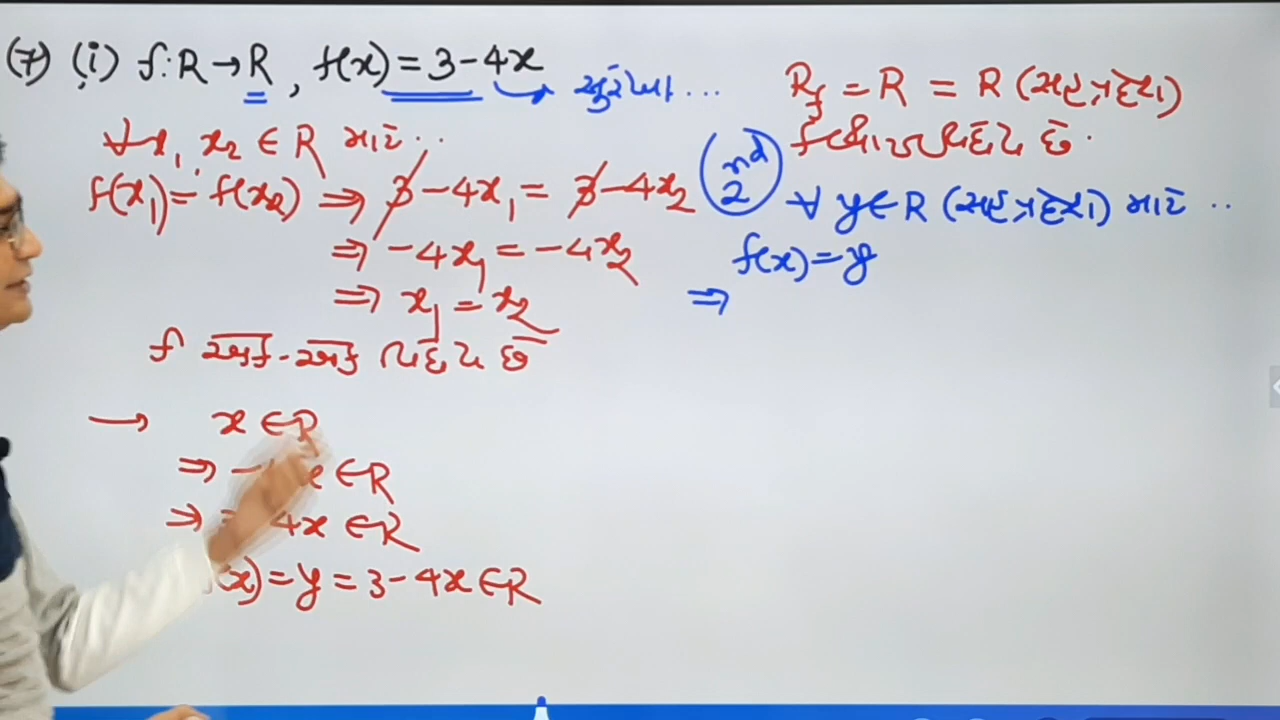 (7) (i) f: R → R , f(x) = 3 - 4x
→ સુરેખ ...
∀ x₁, x₂ ∈ R માટે ...
f(x₁) = f(x₂) ⇒ 3 - 4x₁ = 3 - 4x₂
⇒ - 4x₁ = - 4x₂
⇒ x₁ = x₂
f એક-એક વિધેય છે
→ x ∈ R
⇒ x ∈ R
⇒ 4x ∈ R
(x) = y = 3 - 4x ∈ R
R_f = R = R (સહપ્રદેશ)
f વ્યાપ્ત વિધેય છે.
(2nd) ∀ y ∈ R (સહપ્રદેશ) માટે ..
f(x) = y
⇒